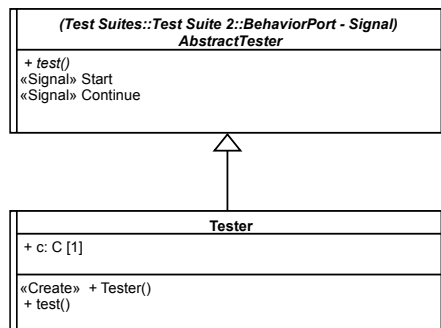 (Test Suites::Test Suite 2::BehaviorPort - Signal)
AbstractTester
+ test()
«Signal» Start
«Signal» Continue
Tester
+ c: C [1]
«Create» + Tester()
+ test()